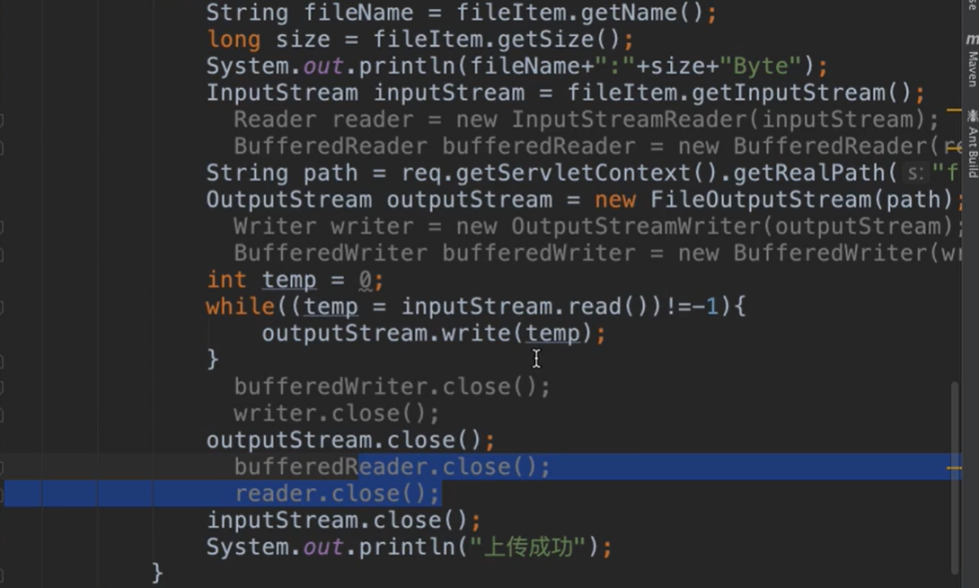 String fileName = fileItem.getName();
long size = fileItem.getSize();
System.out.println(fileName+":"+size+"Byte");
InputStream inputStream = fileItem.getInputStream();
Reader reader = new InputStreamReader(inputStream);
BufferedReader bufferedReader = new BufferedReader(re
String path = req.getServletContext().getRealPath( s: "f
OutputStream outputStream = new FileOutputStream(path);
Writer writer = new OutputStreamWriter(outputStream);
BufferedWriter bufferedWriter = new BufferedWriter(wr
int temp = 0;
while((temp = inputStream.read())!=-1){
outputStream.write(temp);
}
bufferedWriter.close();
writer.close();
outputStream.close();
bufferedReader.close();
reader.close();
inputStream.close();
System.out.println("上传成功");
}
m
Maven
Ant Build